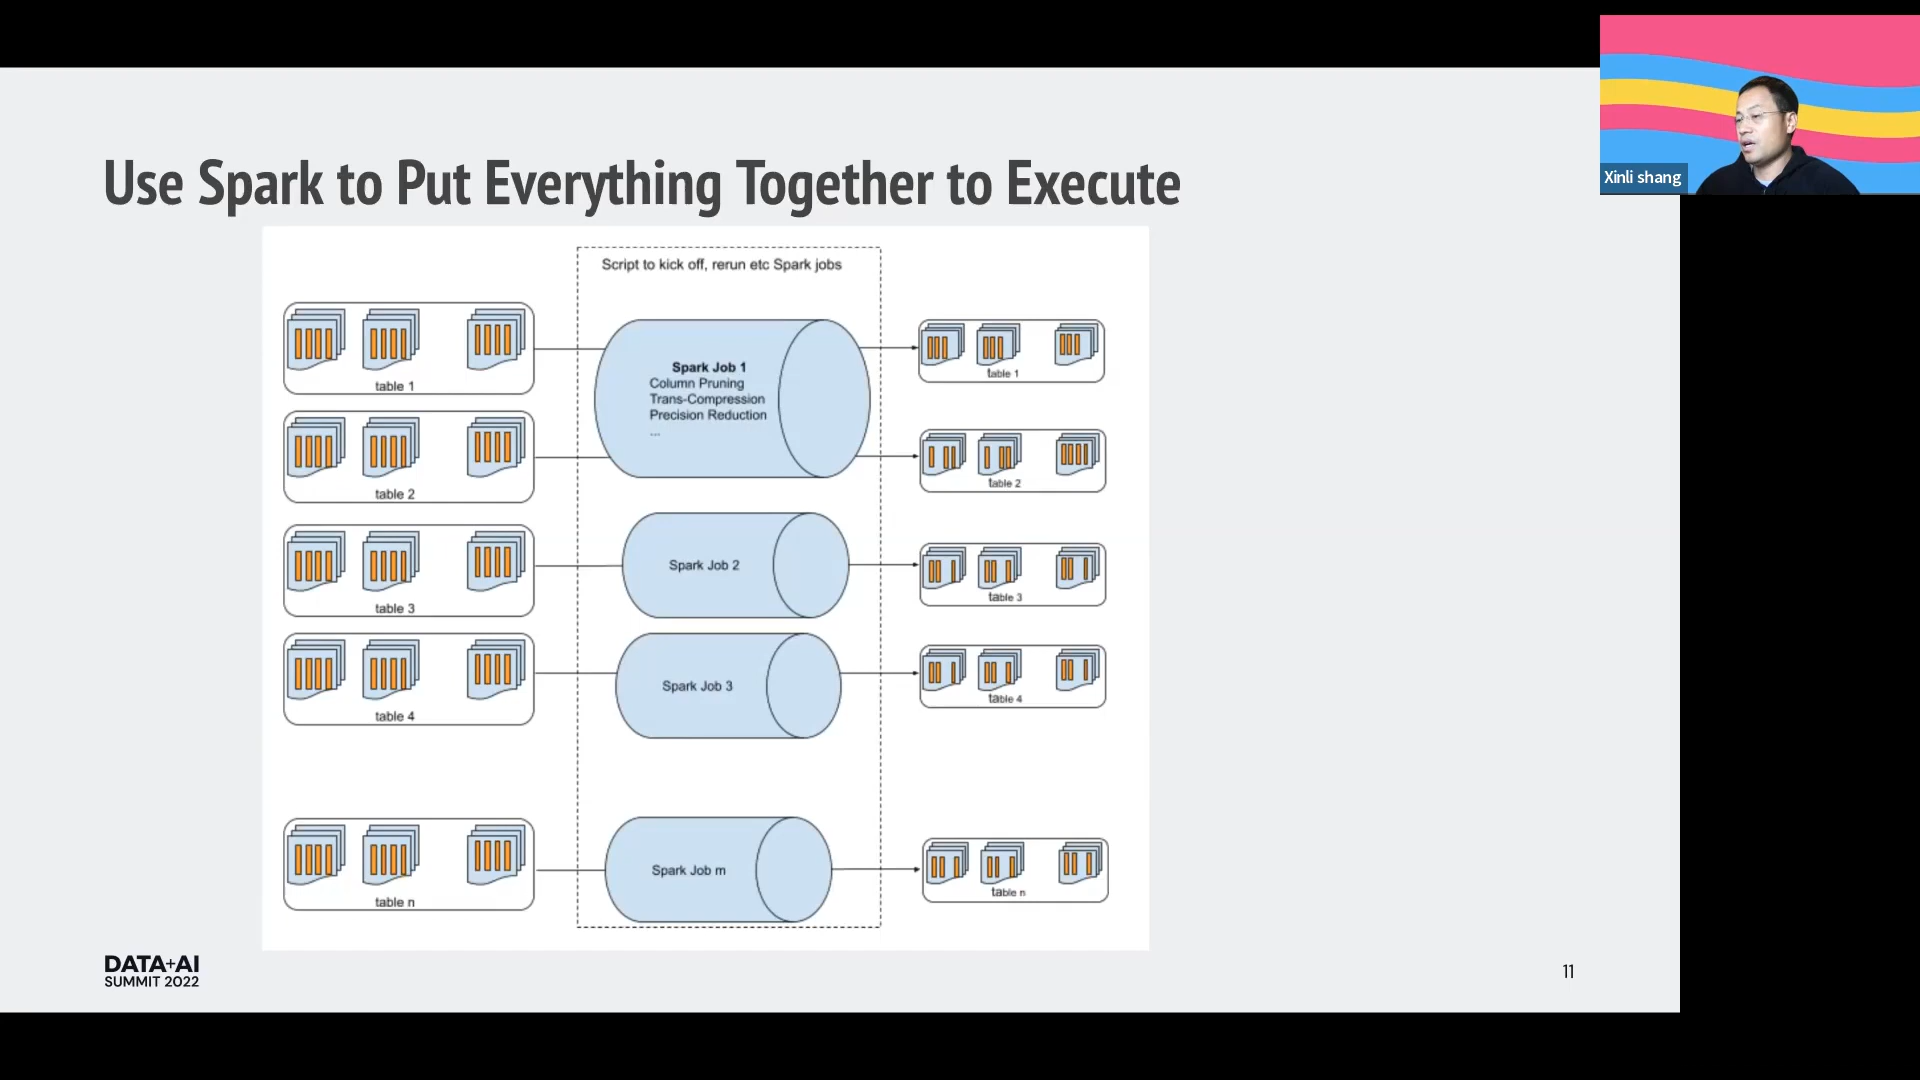 Xinli shang
Use Spark to Put Everything Together to Execute
Script to kick off, rerun etc Spark jobs
table 1
Spark Job 1
Column Pruning
Trans-Compression
Precision Reduction
...
table 1
table 2
table 2
table 3
Spark Job 2
table 3
table 4
Spark Job 3
table 4
table n
Spark Job m
table n
DATA+AI
SUMMIT 2022
11